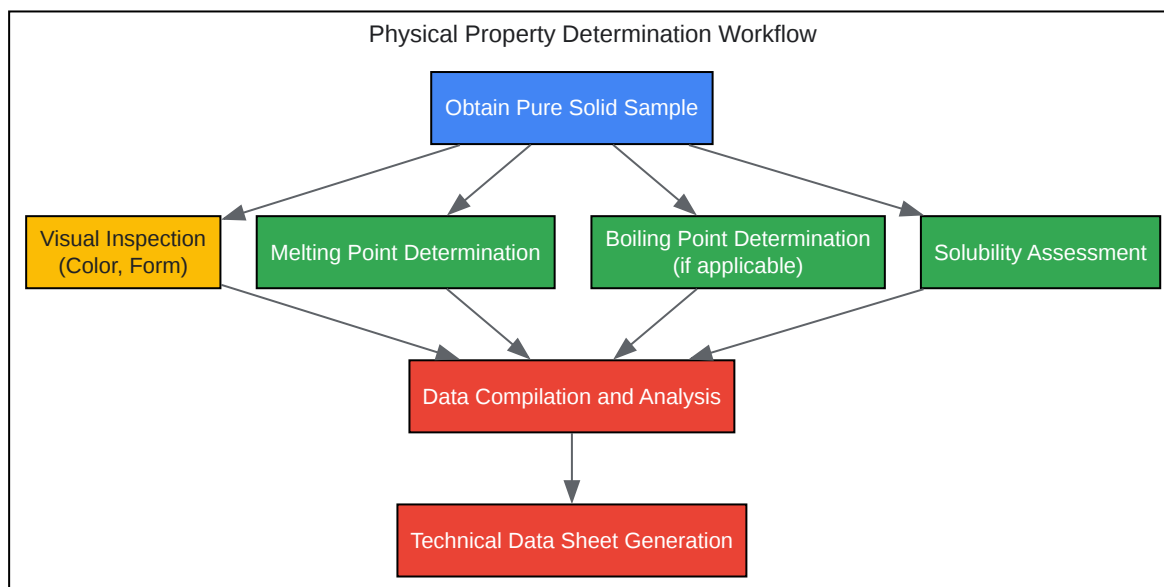 Physical Property Determination Workflow
Obtain Pure Solid Sample
Visual Inspection
(Color, Form)
Melting Point Determination
Boiling Point Determination
(if applicable)
Solubility Assessment
Data Compilation and Analysis
Technical Data Sheet Generation